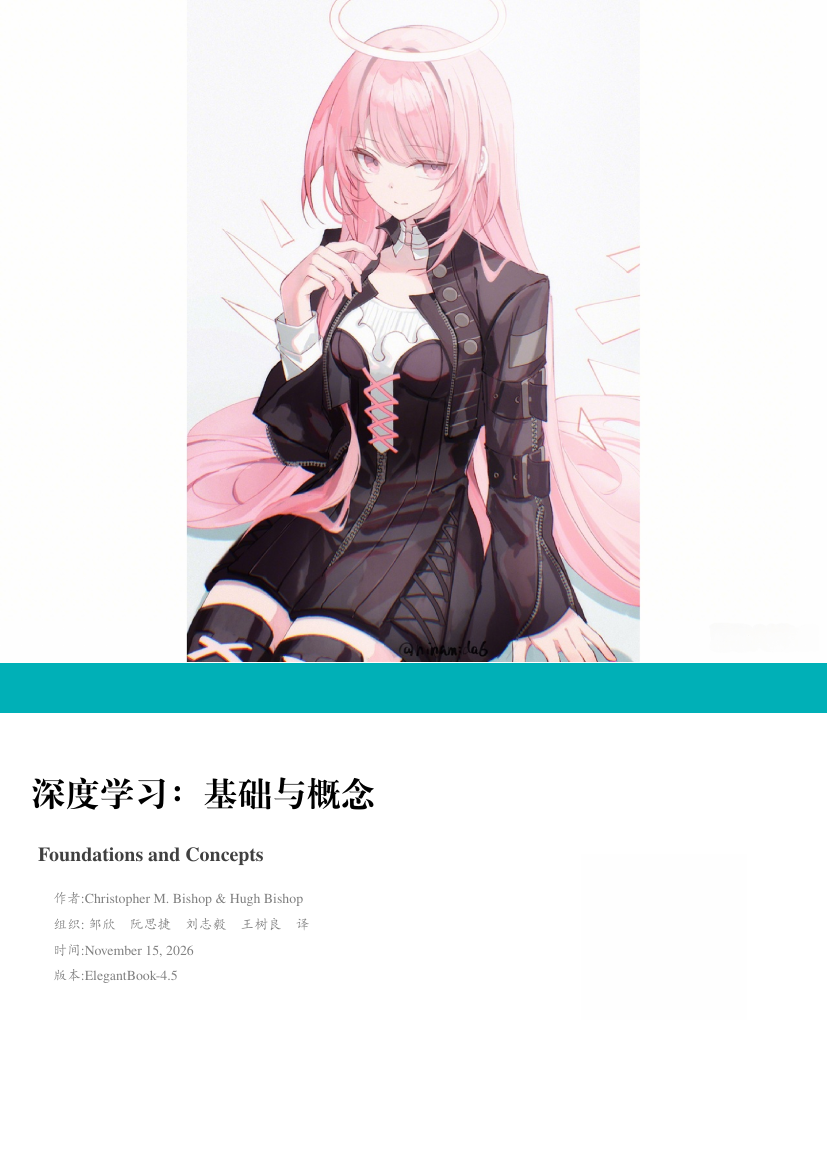 @minamilab
深度学习：基础与概念
Foundations and Concepts
作者:Christopher M. Bishop & Hugh Bishop
组织: 邹欣 阮思捷 刘志毅 王树良 译
时间:November 15, 2026
版本:ElegantBook-4.5